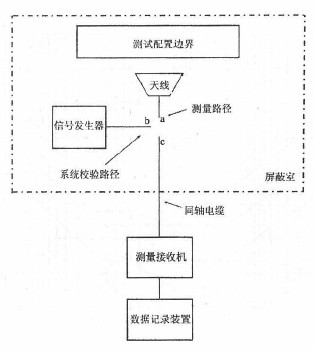 测试配置边界
天线
测量路径
a
信号发生器
b
c
系统校验路径
屏蔽室
同轴电缆
测量接收机
数据记录装置